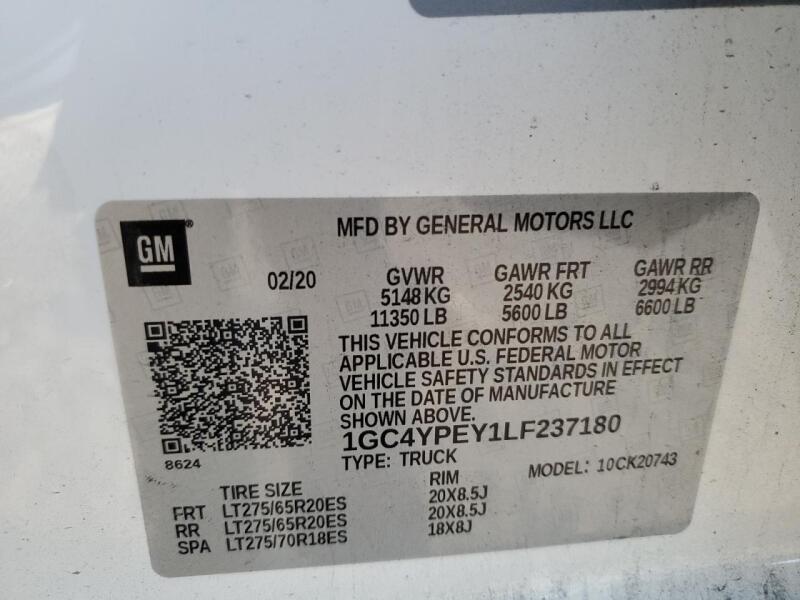 GM ®
MFD BY GENERAL MOTORS LLC
02/20 GVWR GAWR FRT GAWR RR
5148 KG 2540 KG 2994 KG
11350 LB 5600 LB 6600 LB
THIS VEHICLE CONFORMS TO ALL
APPLICABLE U.S. FEDERAL MOTOR
VEHICLE SAFETY STANDARDS IN EFFECT
ON THE DATE OF MANUFACTURE
SHOWN ABOVE.
1GC4YPEY1LF237180
8624
TYPE: TRUCK MODEL: 10CK20743
TIRE SIZE RIM
FRT LT275/65R20ES 20X8.5J
RR LT275/65R20ES 20X8.5J
SPA LT275/70R18ES 18X8J